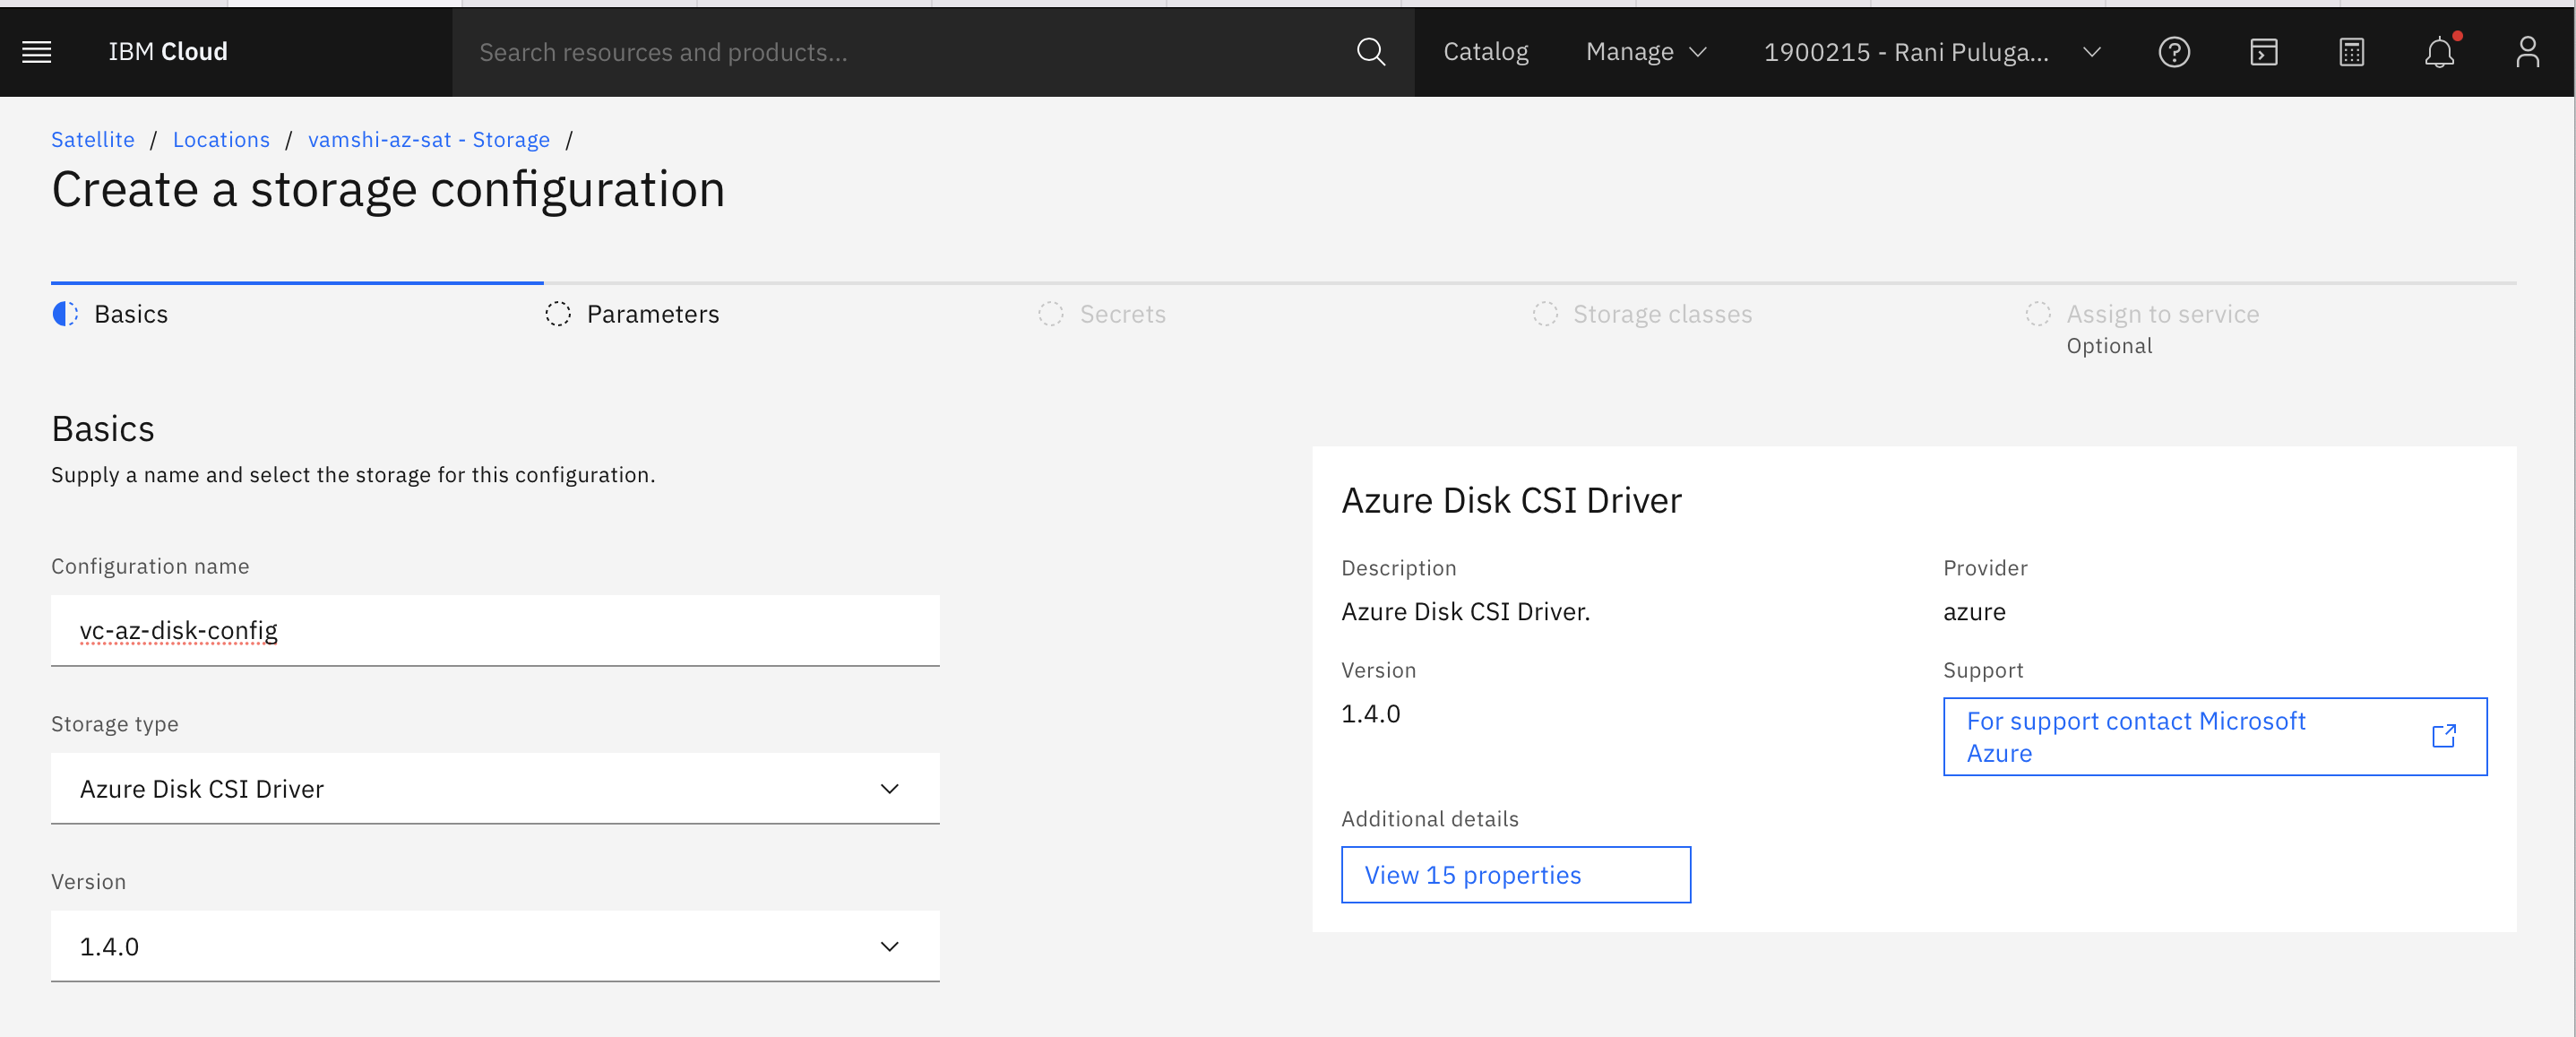 IBM Cloud
Search resources and products...
Catalog
Manage
1900215 - Rani Puluga...
Satellite / Locations / vamshi-az-sat - Storage /
Create a storage configuration
Basics
Parameters
Secrets
Storage classes
Assign to service
Optional
Basics
Supply a name and select the storage for this configuration.
Configuration name
vc-az-disk-config
Storage type
Azure Disk CSI Driver
Version
1.4.0
Azure Disk CSI Driver
Description
Azure Disk CSI Driver.
Provider
azure
Version
1.4.0
Support
For support contact Microsoft
Azure
Additional details
View 15 properties